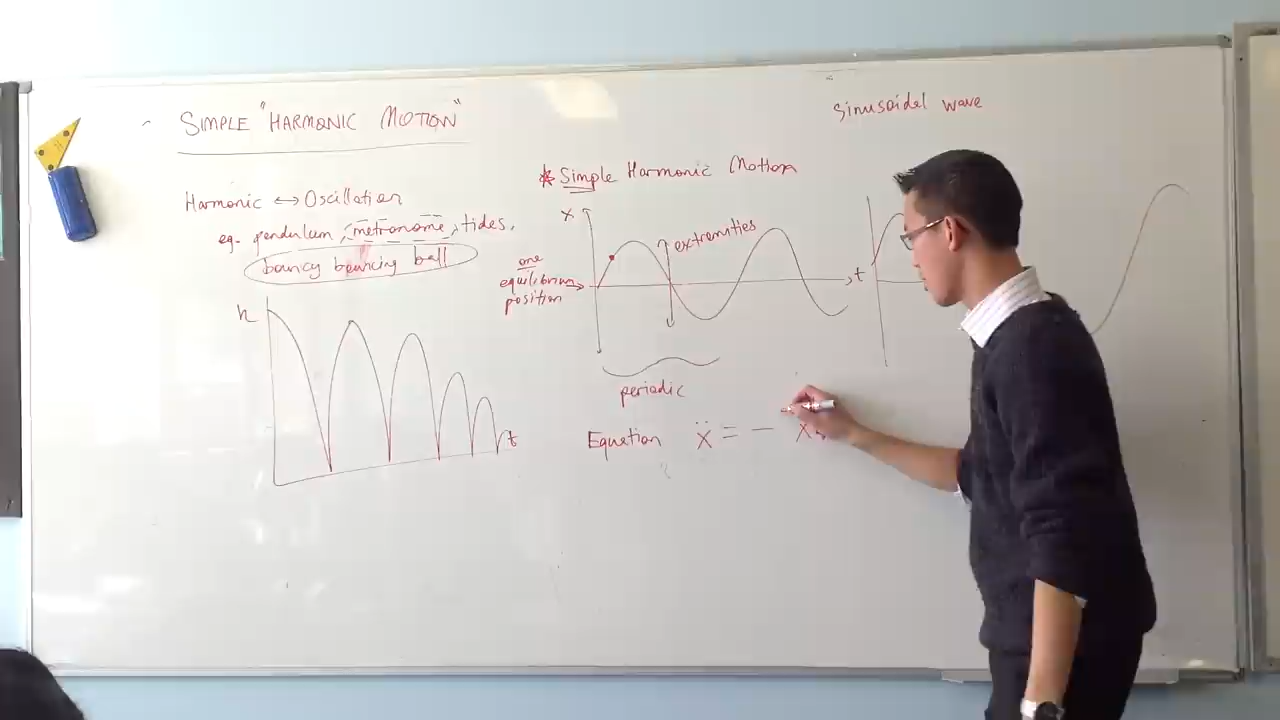 SIMPLE "HARMONIC MOTION"
Harmonic ↔ Oscillation
eg. pendulum, metronome, tides,
bouncy bouncing ball
h
t
Sinusoidal wave
* Simple Harmonic Motion
x
extremities
one
equilibrium
position
t
periodic
Equation ẍ = − x